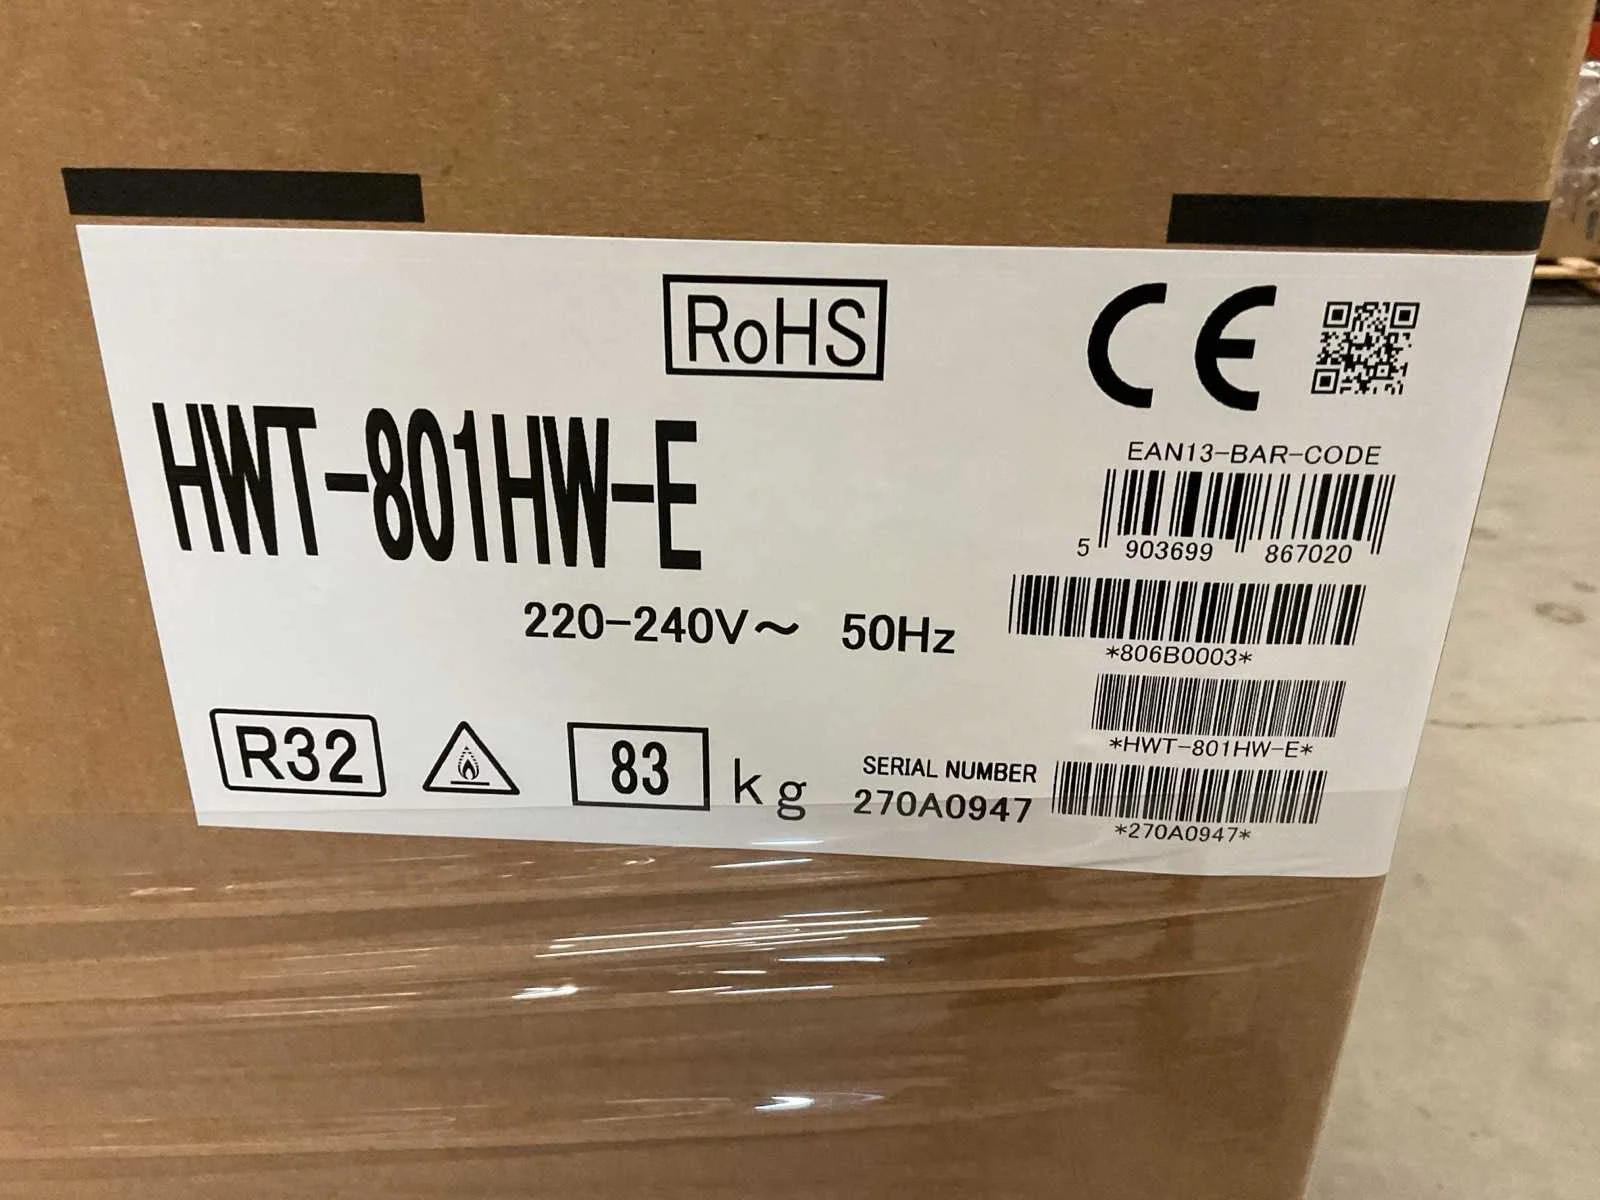 RoHS
CE
HWT-801HW-E
EAN13-BAR-CODE
5 903699 867020
220-240V～ 50Hz
*806B0003*
*HWT-801HW-E*
R32
83 kg
SERIAL NUMBER
270A0947
*270A0947*